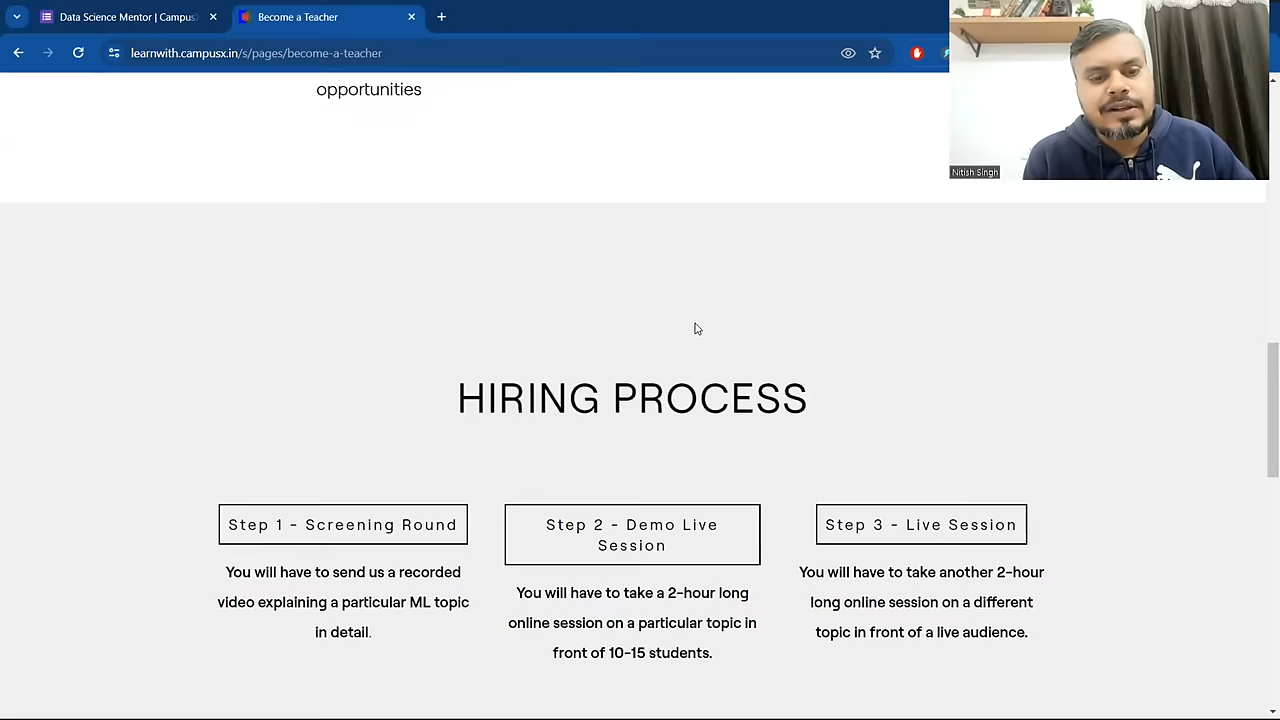 Data Science Mentor | Campus
Become a Teacher
learnwith.campusx.in/s/pages/become-a-teacher
Nitish Singh
opportunities
HIRING PROCESS
Step 1 - Screening Round
You will have to send us a recorded
video explaining a particular ML topic
in detail.
Step 2 - Demo Live
Session
You will have to take a 2-hour long
online session on a particular topic in
front of 10-15 students.
Step 3 - Live Session
You will have to take another 2-hour
long online session on a different
topic in front of a live audience.